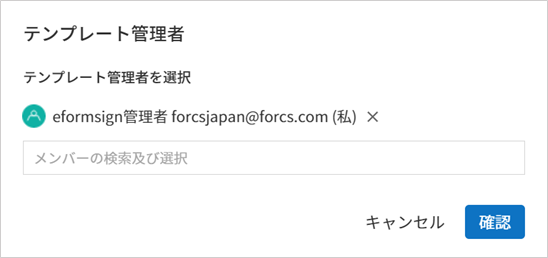 テンプレート管理者
テンプレート管理者を選択
eformsign管理者 forcsjapan@forcs.com (私) ×
メンバーの検索及び選択
キャンセル 確認